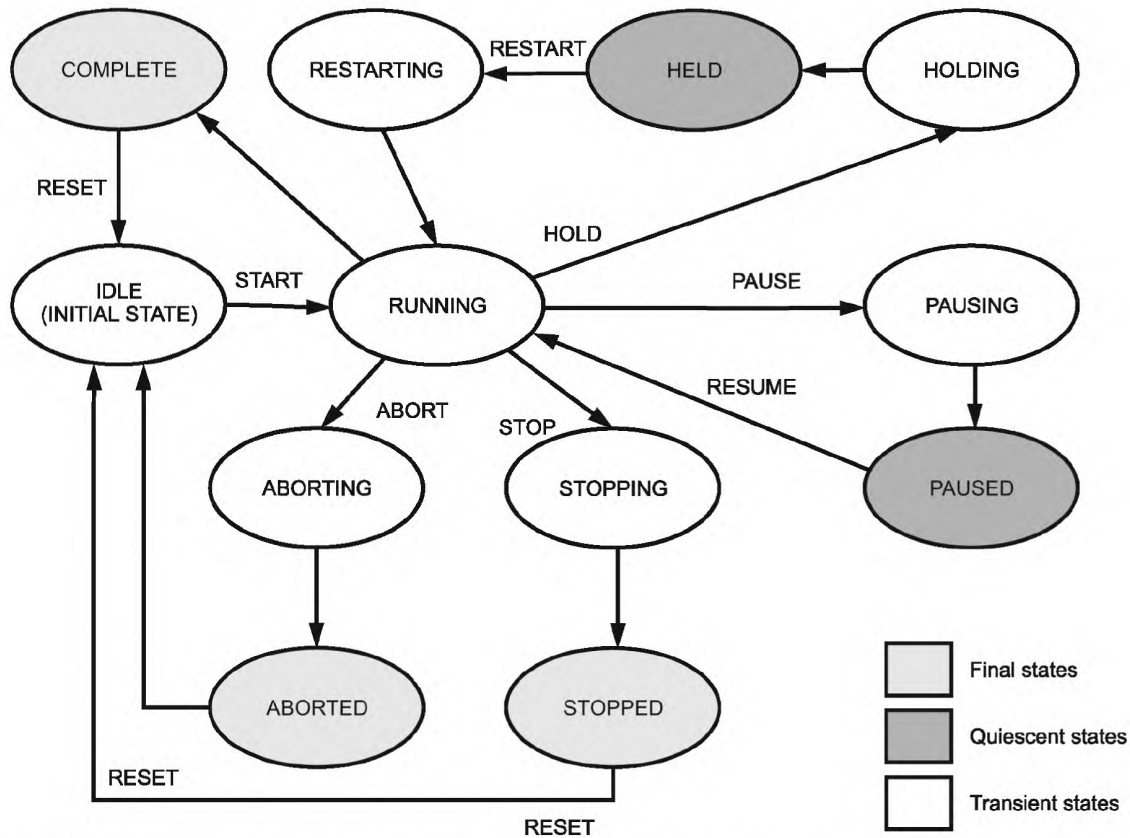 COMPLETE
RESTARTING
RESTART
HELD
HOLDING
RESET
HOLD
IDLE
(INITIAL STATE)
START
RUNNING
PAUSE
PAUSING
RESUME
ABORT
STOP
ABORTING
STOPPING
PAUSED
ABORTED
STOPPED
RESET
RESET
Final states
Quiescent states
Transient states